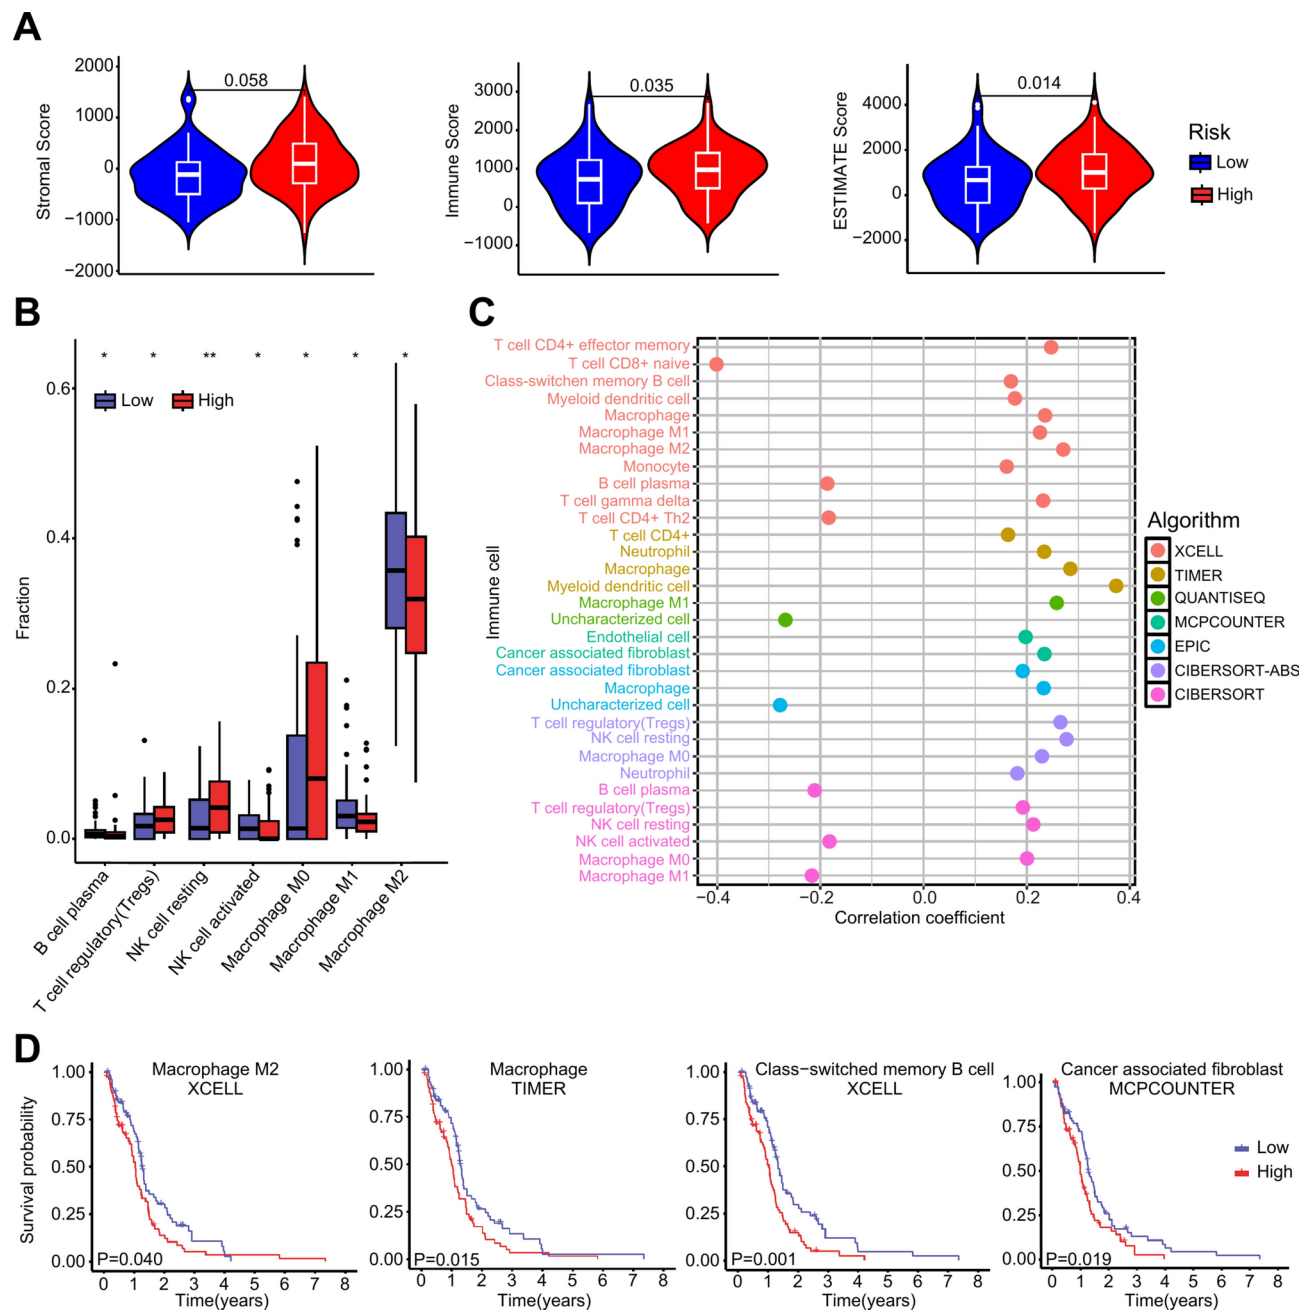 A
0.058
0.035
0.014
Stromal Score
2000
1000
0
−1000
−2000
Immune Score
3000
2000
1000
0
−1000
ESTIMATE Score
4000
2000
0
−2000
Risk
Low
High
B
* * ** * * * *
Low High
Fraction
0.6
0.4
0.2
0.0
B cell plasma
T cell regulatory(Tregs)
NK cell resting
NK cell activated
Macrophage M0
Macrophage M1
Macrophage M2
C
Immune cell
T cell CD4+ effector memory
T cell CD8+ naive
Class-switchen memory B cell
Myeloid dendritic cell
Macrophage
Macrophage M1
Macrophage M2
Monocyte
B cell plasma
T cell gamma delta
T cell CD4+ Th2
T cell CD4+
Neutrophil
Macrophage
Myeloid dendritic cell
Macrophage M1
Uncharacterized cell
Endothelial cell
Cancer associated fibroblast
Cancer associated fibroblast
Macrophage
Uncharacterized cell
T cell regulatory(Tregs)
NK cell resting
Macrophage M0
Neutrophil
B cell plasma
T cell regulatory(Tregs)
NK cell resting
NK cell activated
Macrophage M0
Macrophage M1
−0.4 −0.2 0.0 0.2 0.4
Correlation coefficient
Algorithm
XCELL
TIMER
QUANTISEQ
MCPCOUNTER
EPIC
CIBERSORT-ABS
CIBERSORT
D
Survival probability
Macrophage M2
XCELL
1.00
0.75
0.50
0.25
0.00
P=0.040
0 1 2 3 4 5 6 7 8
Time(years)
Macrophage
TIMER
1.00
0.75
0.50
0.25
0.00
P=0.015
0 1 2 3 4 5 6 7 8
Time(years)
Class−switched memory B cell
XCELL
1.00
0.75
0.50
0.25
0.00
P=0.001
0 1 2 3 4 5 6 7 8
Time(years)
Cancer associated fibroblast
MCPCOUNTER
1.00
0.75
0.50
0.25
0.00
P=0.019
0 1 2 3 4 5 6 7 8
Time(years)
Low
High